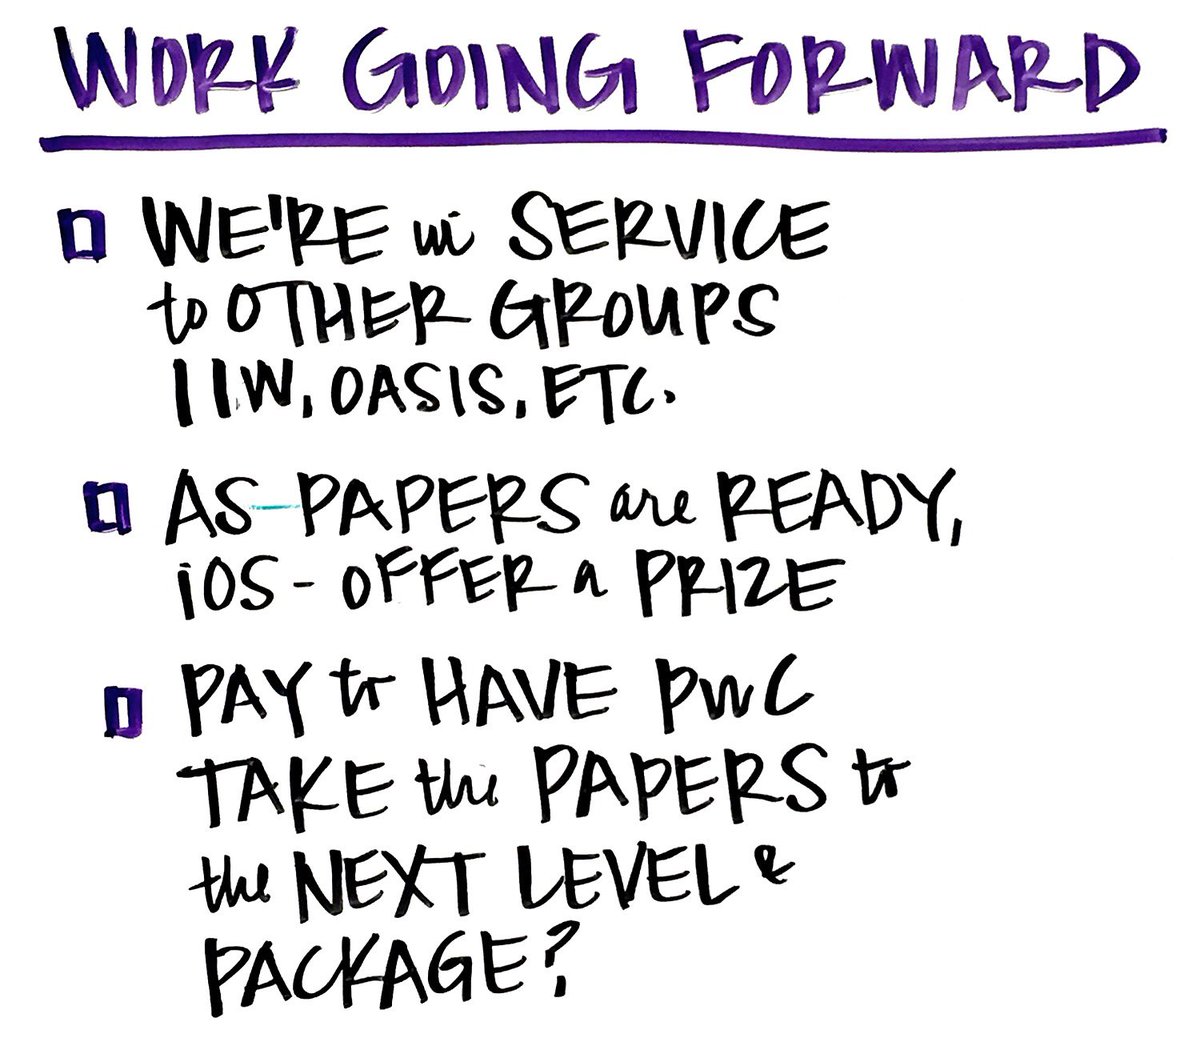 WORK GOING FORWARD
WE'RE in SERVICE
to OTHER GROUPS
IIW, OASIS, ETC.
AS PAPERS are READY,
iOS - OFFER a PRIZE
PAY to HAVE PWC
TAKE the PAPERS to
the NEXT LEVEL &
PACKAGE?